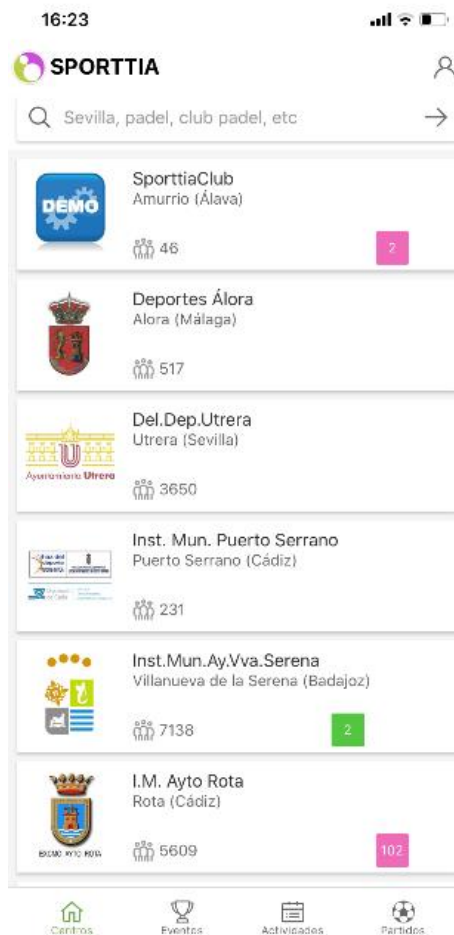 16:23
SPORTTIA
Sevilla, padel, club padel, etc
DEMO
SporttiaClub
Amurrio (Álava)
46
2
Deportes Álora
Alora (Málaga)
517
Del.Dep.Utrera
Utrera (Sevilla)
U
Ayuntamiento Utrera
3650
Inst. Mun. Puerto Serrano
Puerto Serrano (Cádiz)
231
Inst.Mun.Ay.Vva.Serena
Villanueva de la Serena (Badajoz)
7138
2
I.M. Ayto Rota
Rota (Cádiz)
EXCMO AYTO ROTA
5609
102
Centros
Eventos
Actividades
Partidos